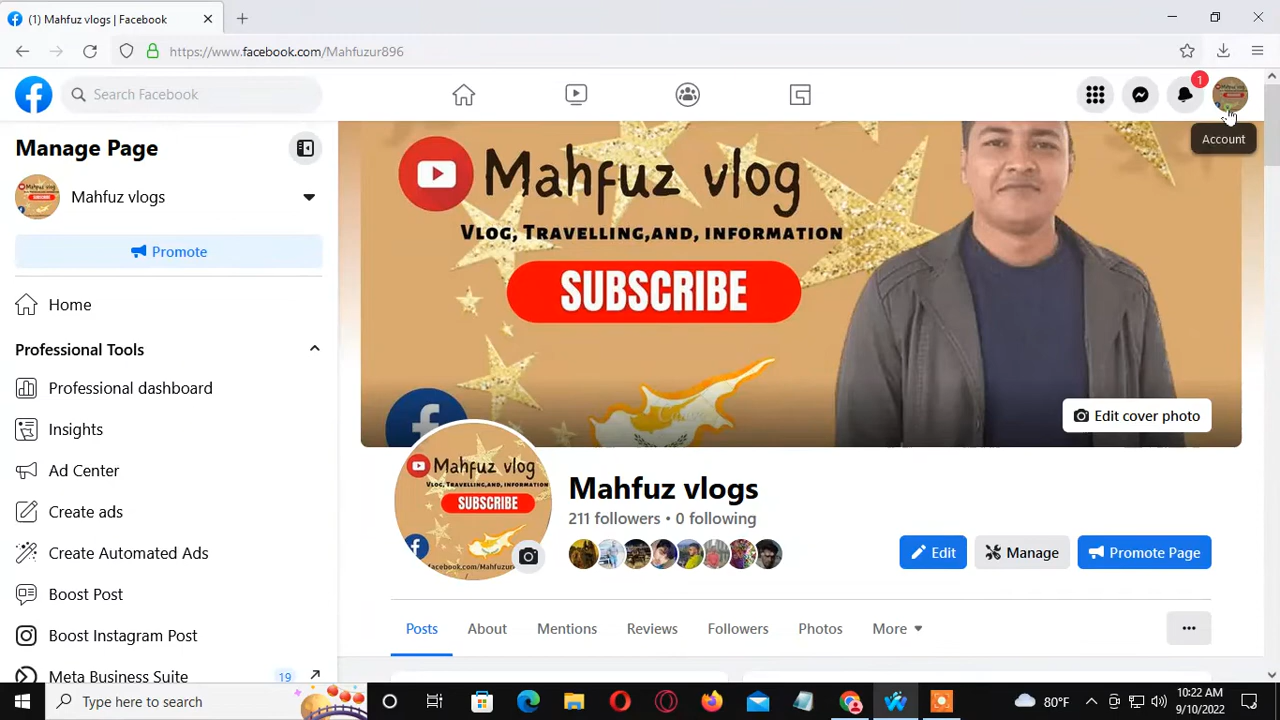 (1) Mahfuz vlogs | Facebook
https://www.facebook.com/Mahfuzur896
Search Facebook
1
Account
Manage Page
Mahfuz vlogs
Promote
Home
Professional Tools
Professional dashboard
Insights
Ad Center
Create ads
Create Automated Ads
Boost Post
Boost Instagram Post
Meta Business Suite 19
Mahfuz vlog
VLOG, TRAVELLING,AND, INFORMATION
SUBSCRIBE
Edit cover photo
Mahfuz vlog
VLOG, TRAVELLING,AND, INFORMATION
SUBSCRIBE
Mahfuz vlogs
211 followers • 0 following
Edit
Manage
Promote Page
Posts
About
Mentions
Reviews
Followers
Photos
More
Type here to search
80°F
10:22 AM
9/10/2022